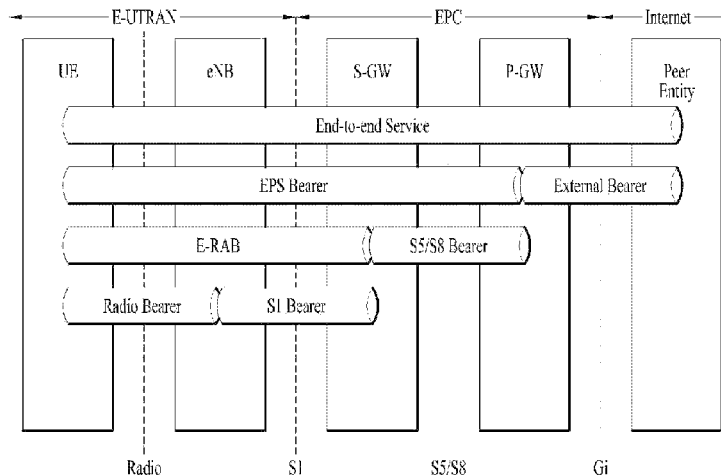 E-UTRAN EPC Internet
UE eNB S-GW P-GW Peer
Entity
End-to-end Service
EPS Bearer External Bearer
E-RAB S5/S8 Bearer
Radio Bearer S1 Bearer
Radio S1 S5/S8 Gi